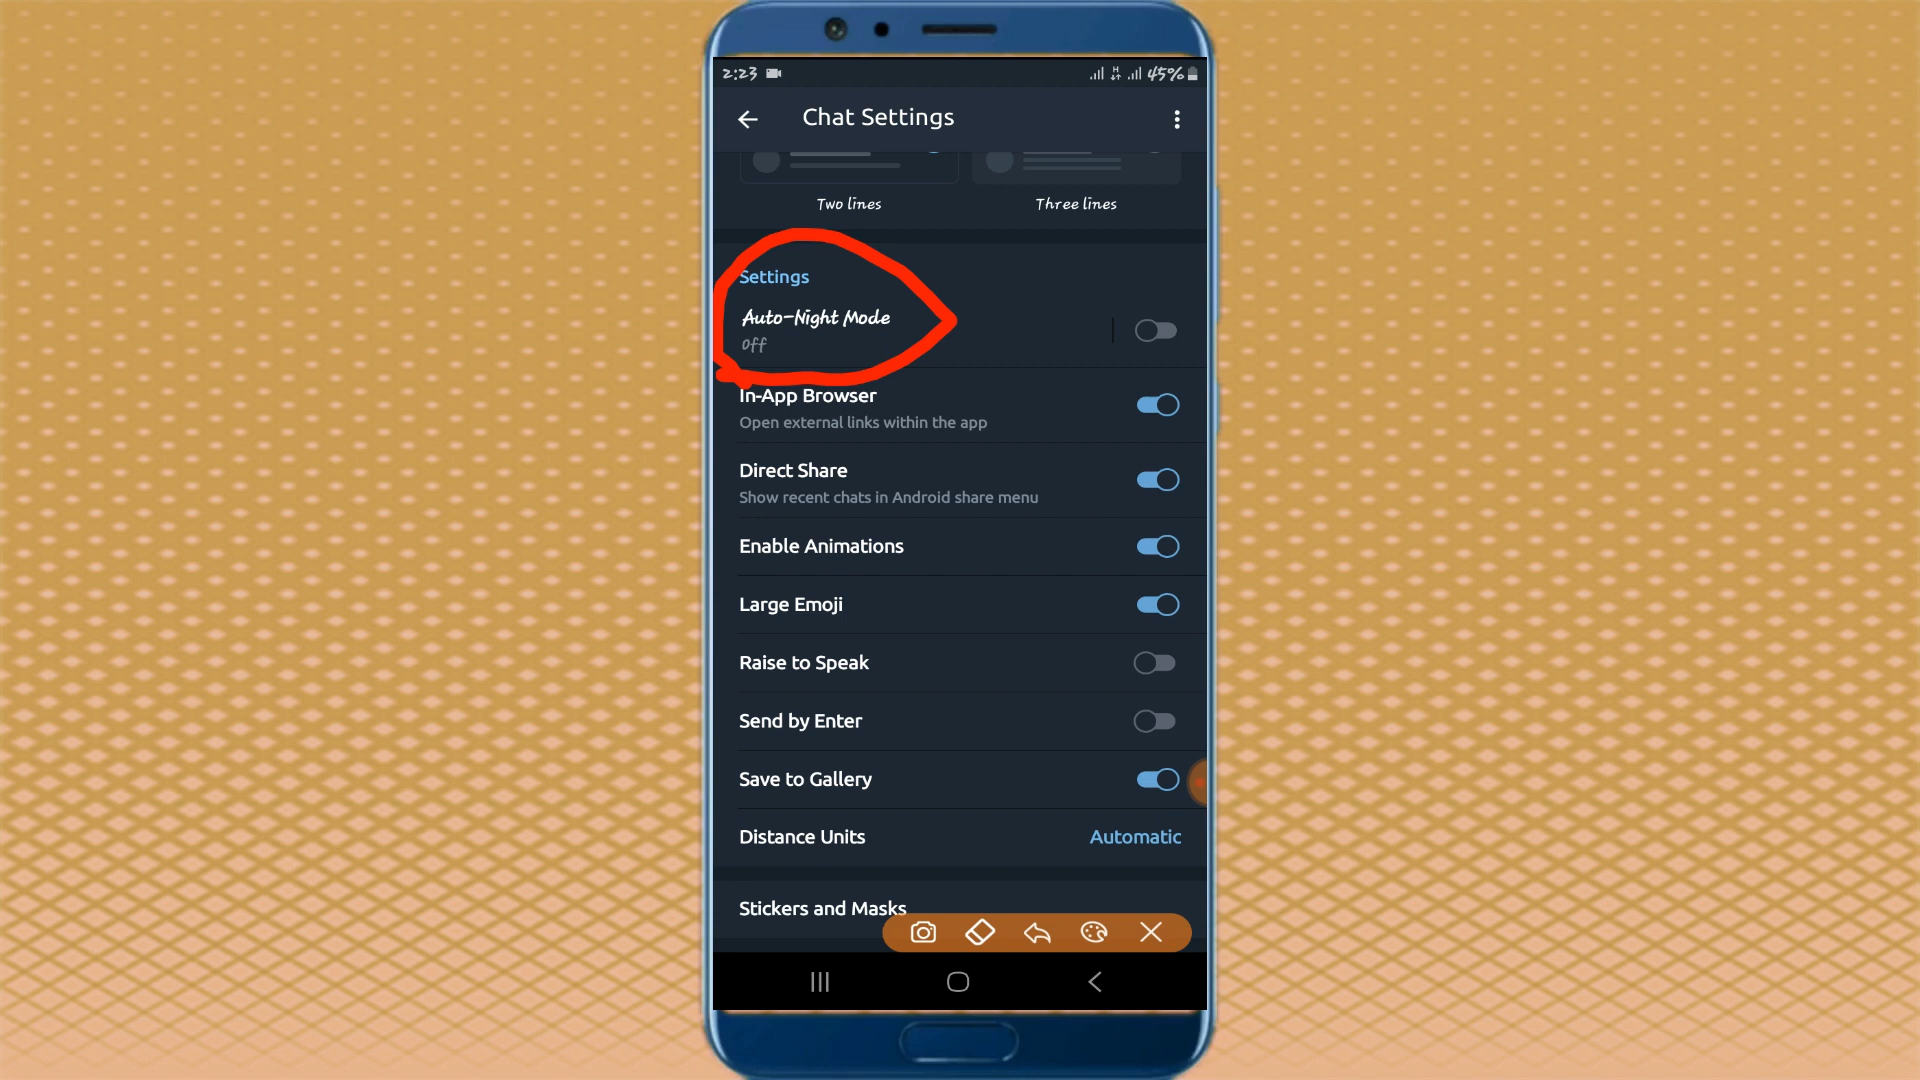 2:23 H 45%
Chat Settings
Two lines Three lines
Settings
Auto-Night Mode
Off
In-App Browser
Open external links within the app
Direct Share
Show recent chats in Android share menu
Enable Animations
Large Emoji
Raise to Speak
Send by Enter
Save to Gallery
Distance Units Automatic
Stickers and Masks